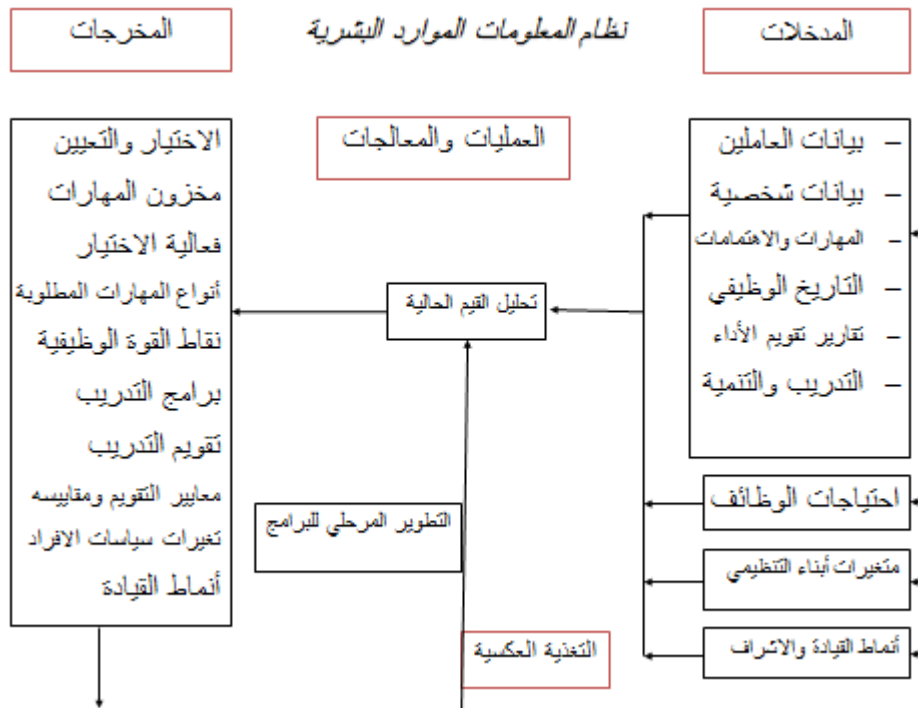 المدخلات
نظام المعلومات الموارد البشرية
المخرجات
العمليات والمعالجات
– بيانات العاملين
– بيانات شخصية
– المهارات والاهتمامات
– التاريخ الوظيفي
– تقارير تقويم الأداء
– التدريب والتنمية
احتياجات الوظائف
متغيرات أبناء التنظيمي
أنماط القيادة والاشراف
تحليل القيم الحالية
التطوير المرحلي للبرامج
التغذية العكسية
الاختيار والتعيين
مخزون المهارات
فعالية الاختيار
أنواع المهارات المطلوبة
نقاط القوة الوظيفية
برامج التدريب
تقويم التدريب
معايير التقويم ومقاييسه
تغيرات سياسات الافراد
أنماط القيادة